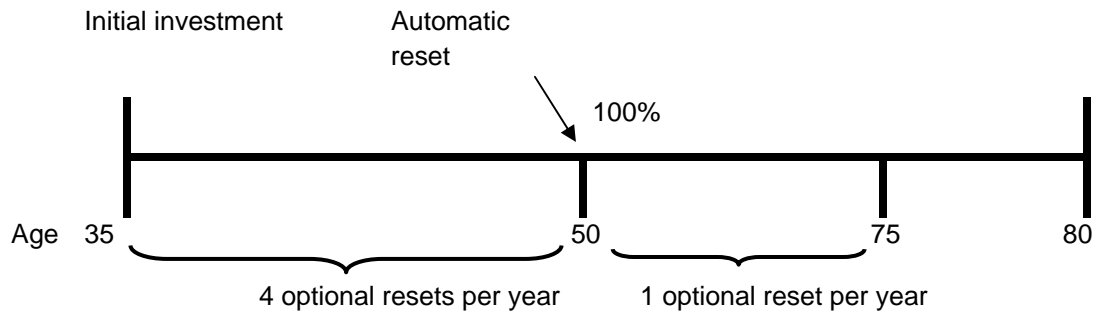 Initial investment
Automatic
reset
100%
Age 35 50 75 80
4 optional resets per year 1 optional reset per year